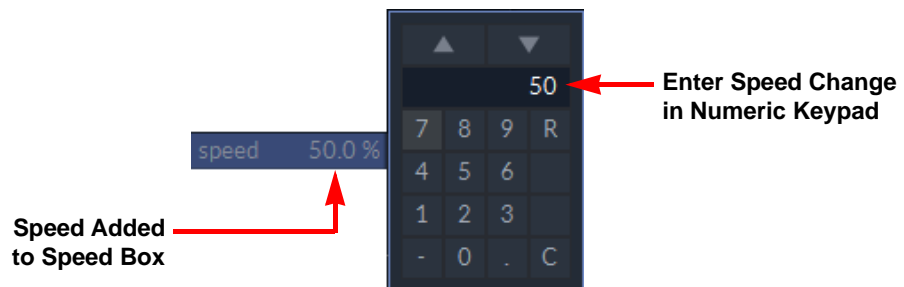 50
Enter Speed Change
in Numeric Keypad
7 8 9 R
speed 50.0 %
4 5 6
1 2 3
Speed Added
to Speed Box
- 0 . C